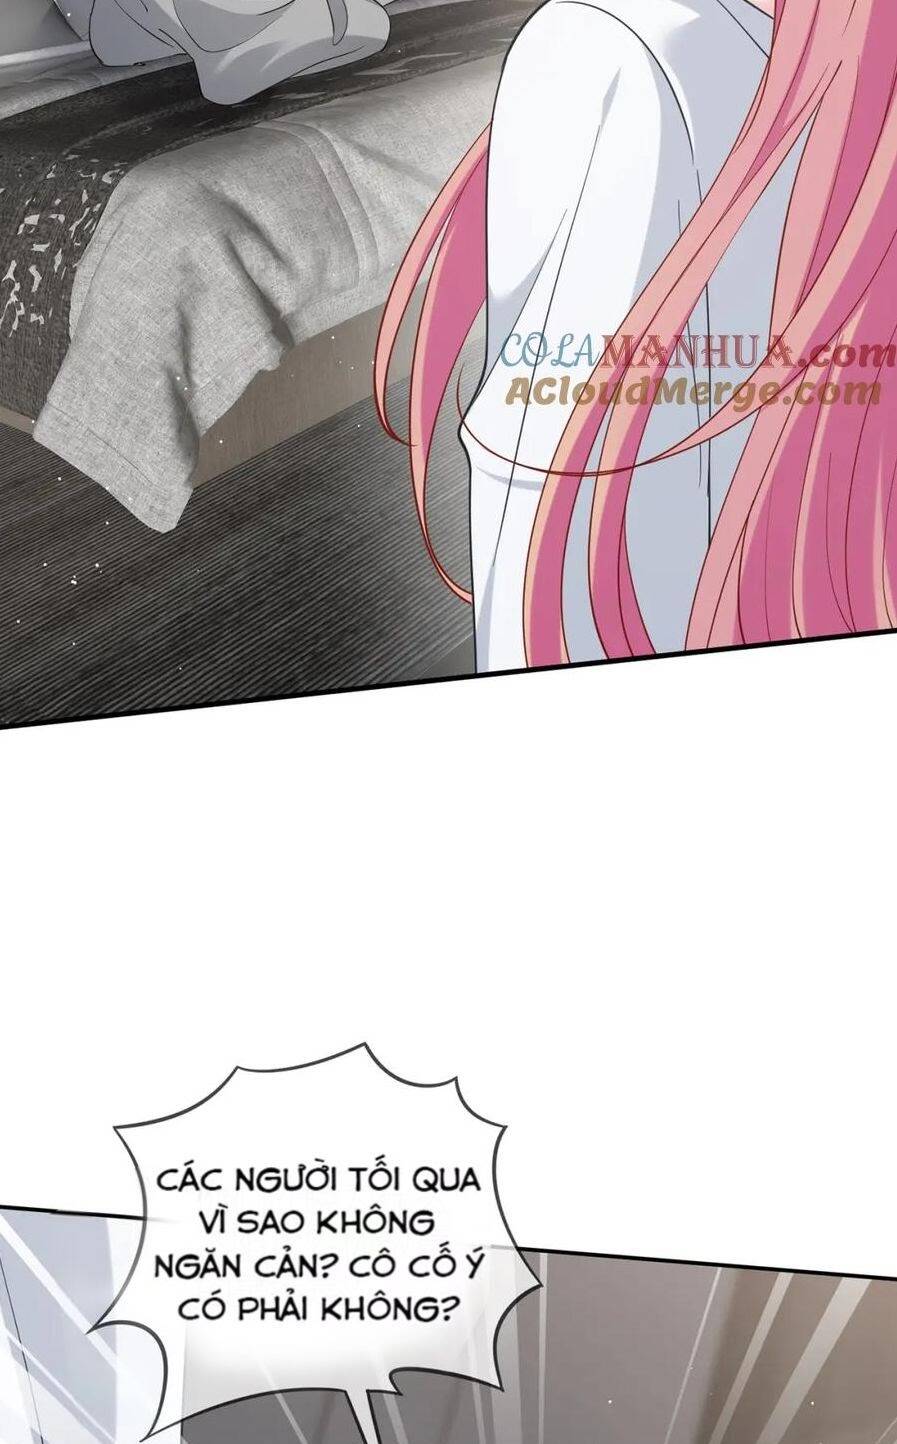 COLAMANHUA.com
ACloudMerge.com
CÁC NGƯỜI TỐI QUA
VÌ SAO KHÔNG
NGĂN CẢN? CÔ CỐ Ý
CÓ PHẢI KHÔNG?